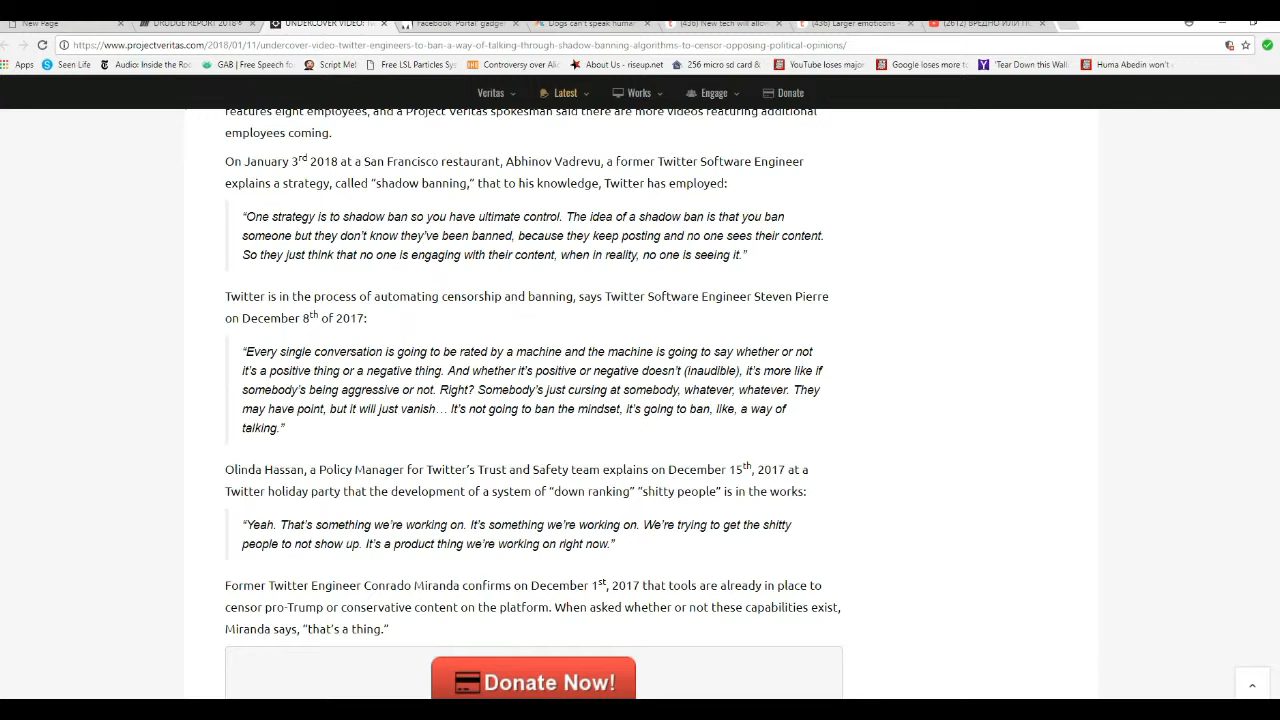 New Page
DRUDGE REPORT 2018®
UNDERCOVER VIDEO: T
Facebook 'Portal' gadge
Dogs can't speak huma
(436) New tech will allo
(436) Larger emoticons -
(2612) ВРЕДНО ИЛИ П
https://www.projectveritas.com/2018/01/11/undercover-video-twitter-engineers-to-ban-a-way-of-talking-through-shadow-banning-algorithms-to-censor-opposing-political-opinions/
Apps
Seen Life
Audio: Inside the Roc
GAB | Free Speech fo
Script Me!
Free LSL Particles Sys
Controversy over Alic
About Us - riseup.net
256 micro sd card &
YouTube loses major
Google loses more to
'Tear Down this Wall
Huma Abedin won't c
Veritas
Latest
Works
Engage
Donate
features eight employees, and a Project Veritas spokesman said there are more videos featuring additional
employees coming.
On January 3rd 2018 at a San Francisco restaurant, Abhinov Vadrevu, a former Twitter Software Engineer
explains a strategy, called “shadow banning,” that to his knowledge, Twitter has employed:
“One strategy is to shadow ban so you have ultimate control. The idea of a shadow ban is that you ban
someone but they don’t know they’ve been banned, because they keep posting and no one sees their content.
So they just think that no one is engaging with their content, when in reality, no one is seeing it.”
Twitter is in the process of automating censorship and banning, says Twitter Software Engineer Steven Pierre
on December 8th of 2017:
“Every single conversation is going to be rated by a machine and the machine is going to say whether or not
it’s a positive thing or a negative thing. And whether it’s positive or negative doesn’t (inaudible), it’s more like if
somebody’s being aggressive or not. Right? Somebody’s just cursing at somebody, whatever, whatever. They
may have point, but it will just vanish… It’s not going to ban the mindset, it’s going to ban, like, a way of
talking.”
Olinda Hassan, a Policy Manager for Twitter’s Trust and Safety team explains on December 15th, 2017 at a
Twitter holiday party that the development of a system of “down ranking” “shitty people” is in the works:
“Yeah. That’s something we’re working on. It’s something we’re working on. We’re trying to get the shitty
people to not show up. It’s a product thing we’re working on right now.”
Former Twitter Engineer Conrado Miranda confirms on December 1st, 2017 that tools are already in place to
censor pro-Trump or conservative content on the platform. When asked whether or not these capabilities exist,
Miranda says, “that’s a thing.”
Donate Now!